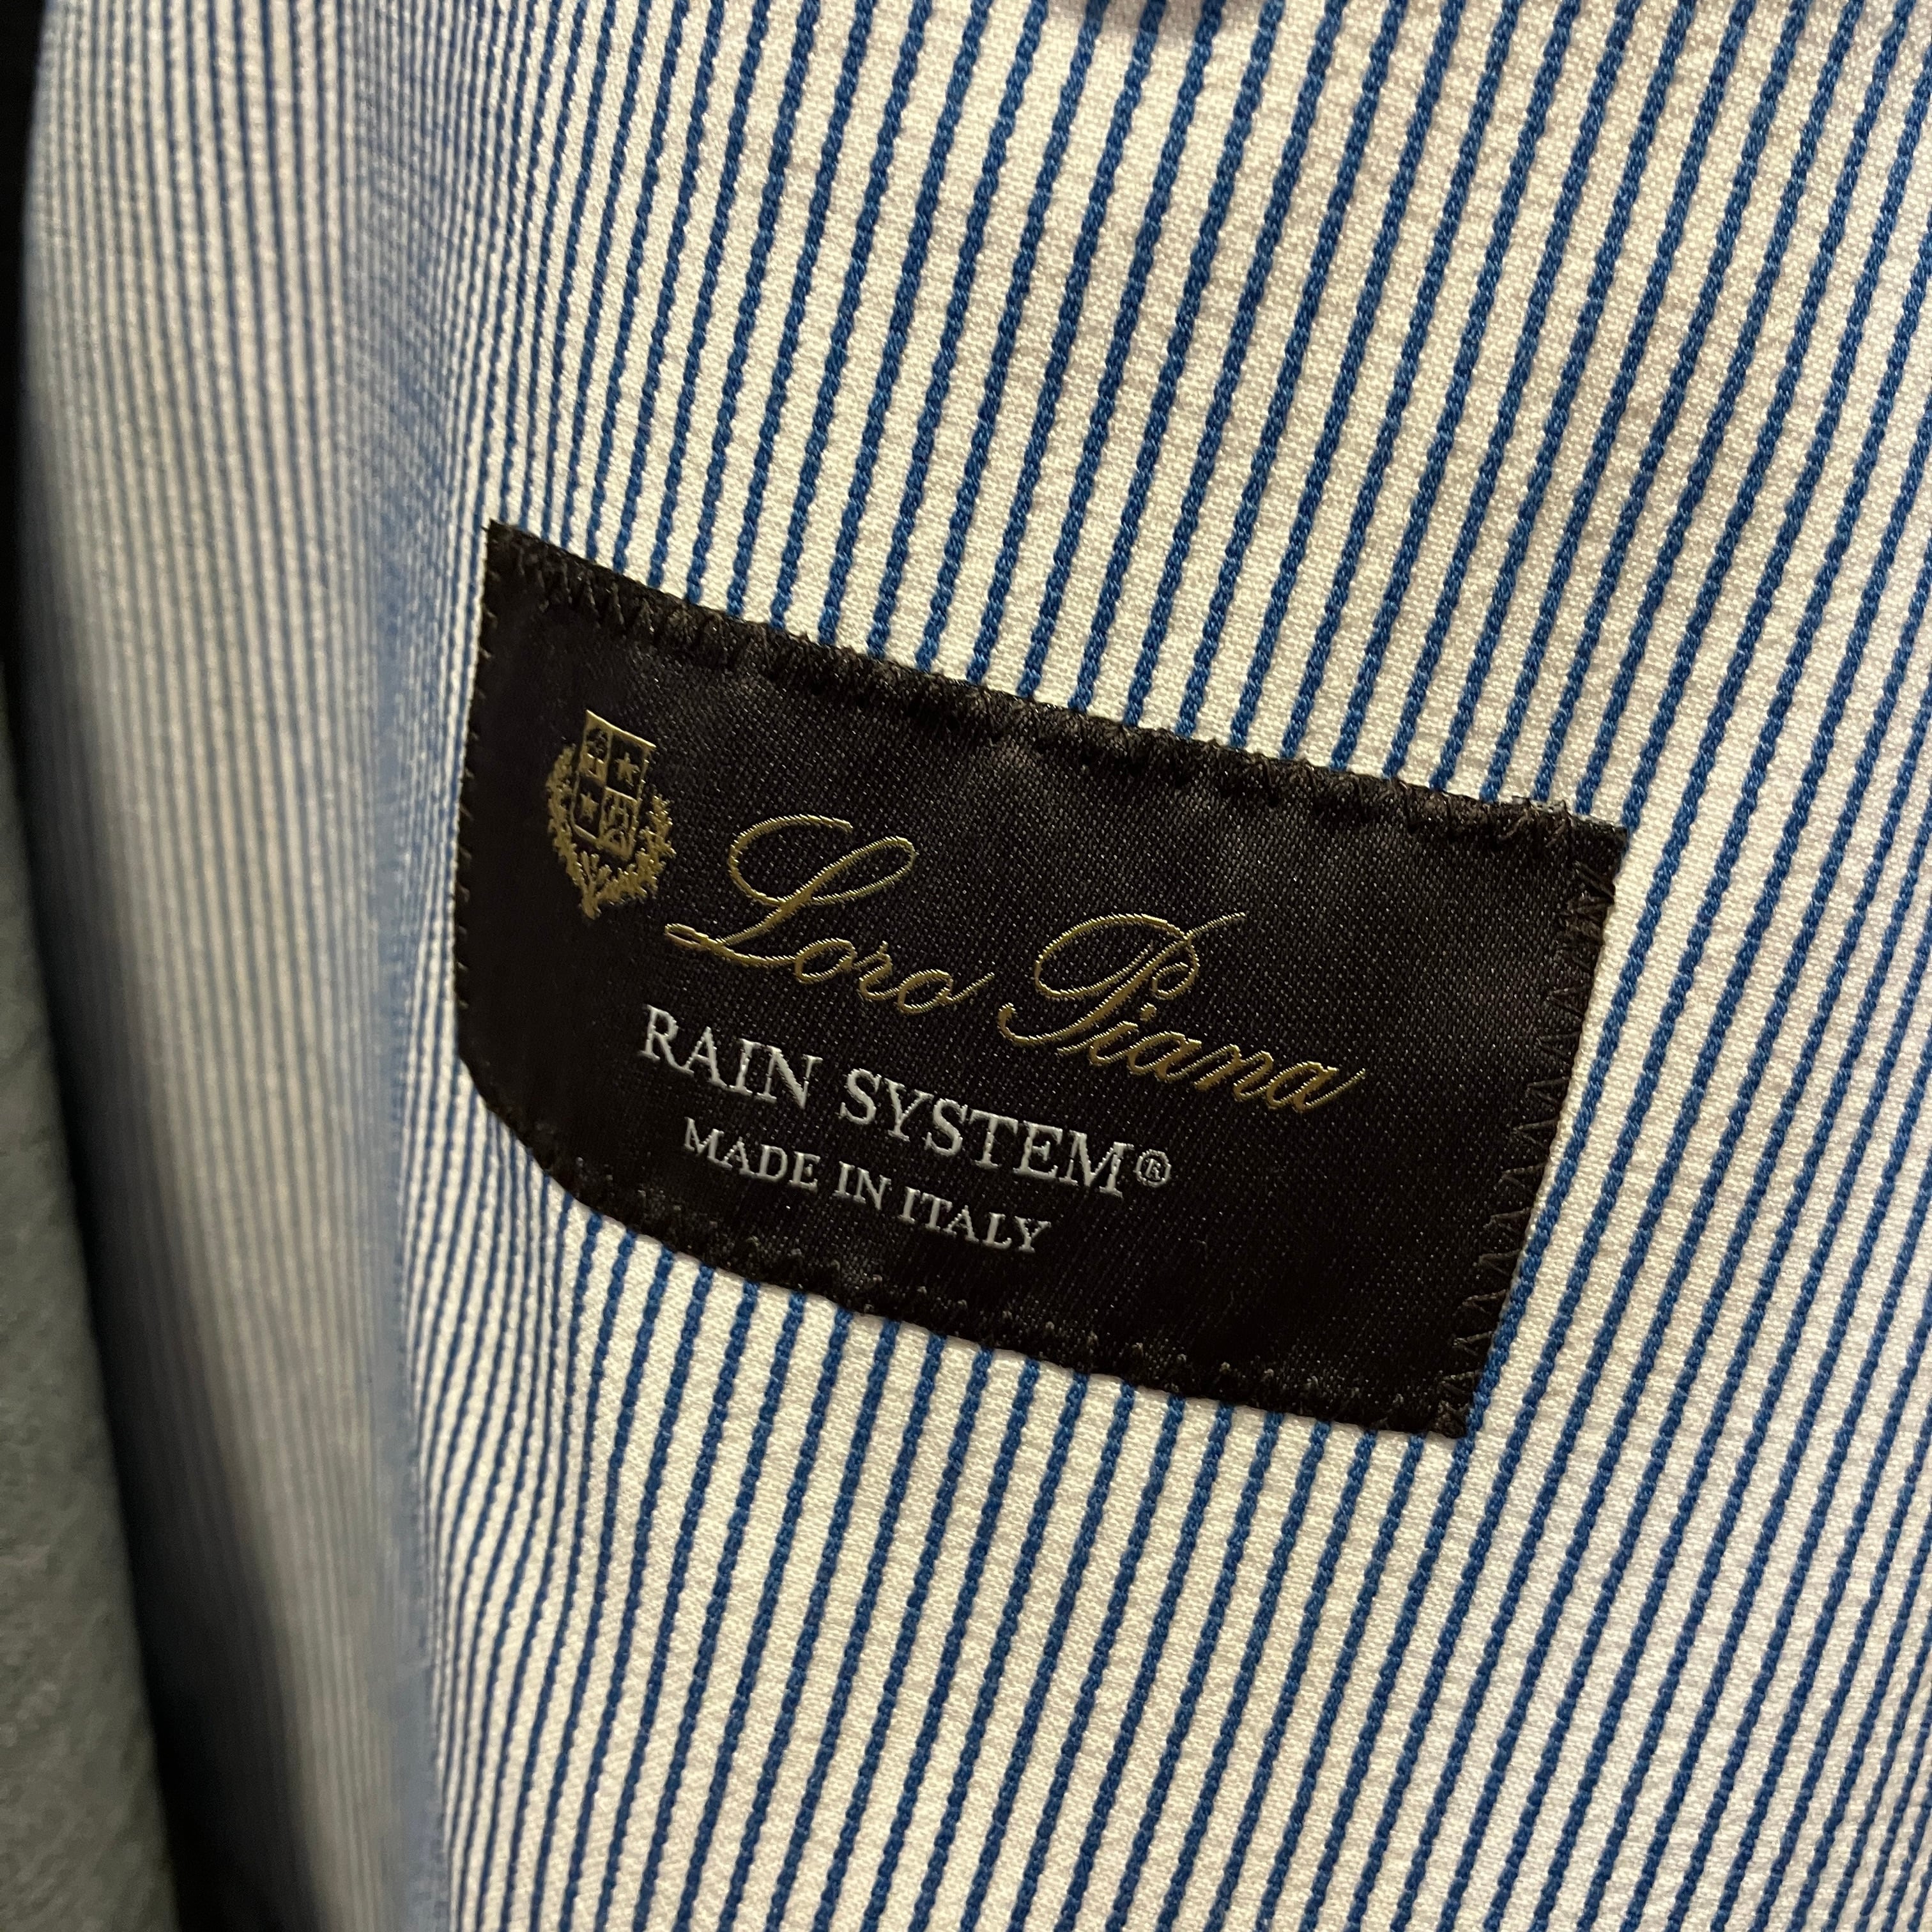 Loro Piana
RAIN SYSTEM®
MADE IN ITALY